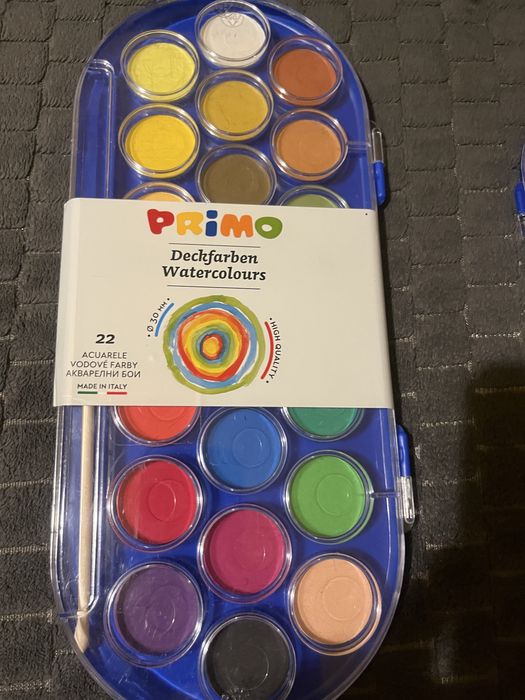 PRiMO
Deckfarben
Watercolours
Ø 30 MM
HIGH QUALITY
22
ACUARELE
VODOVÉ FARBY
АКВАРЕЛНИ БОИ
MADE IN ITALY